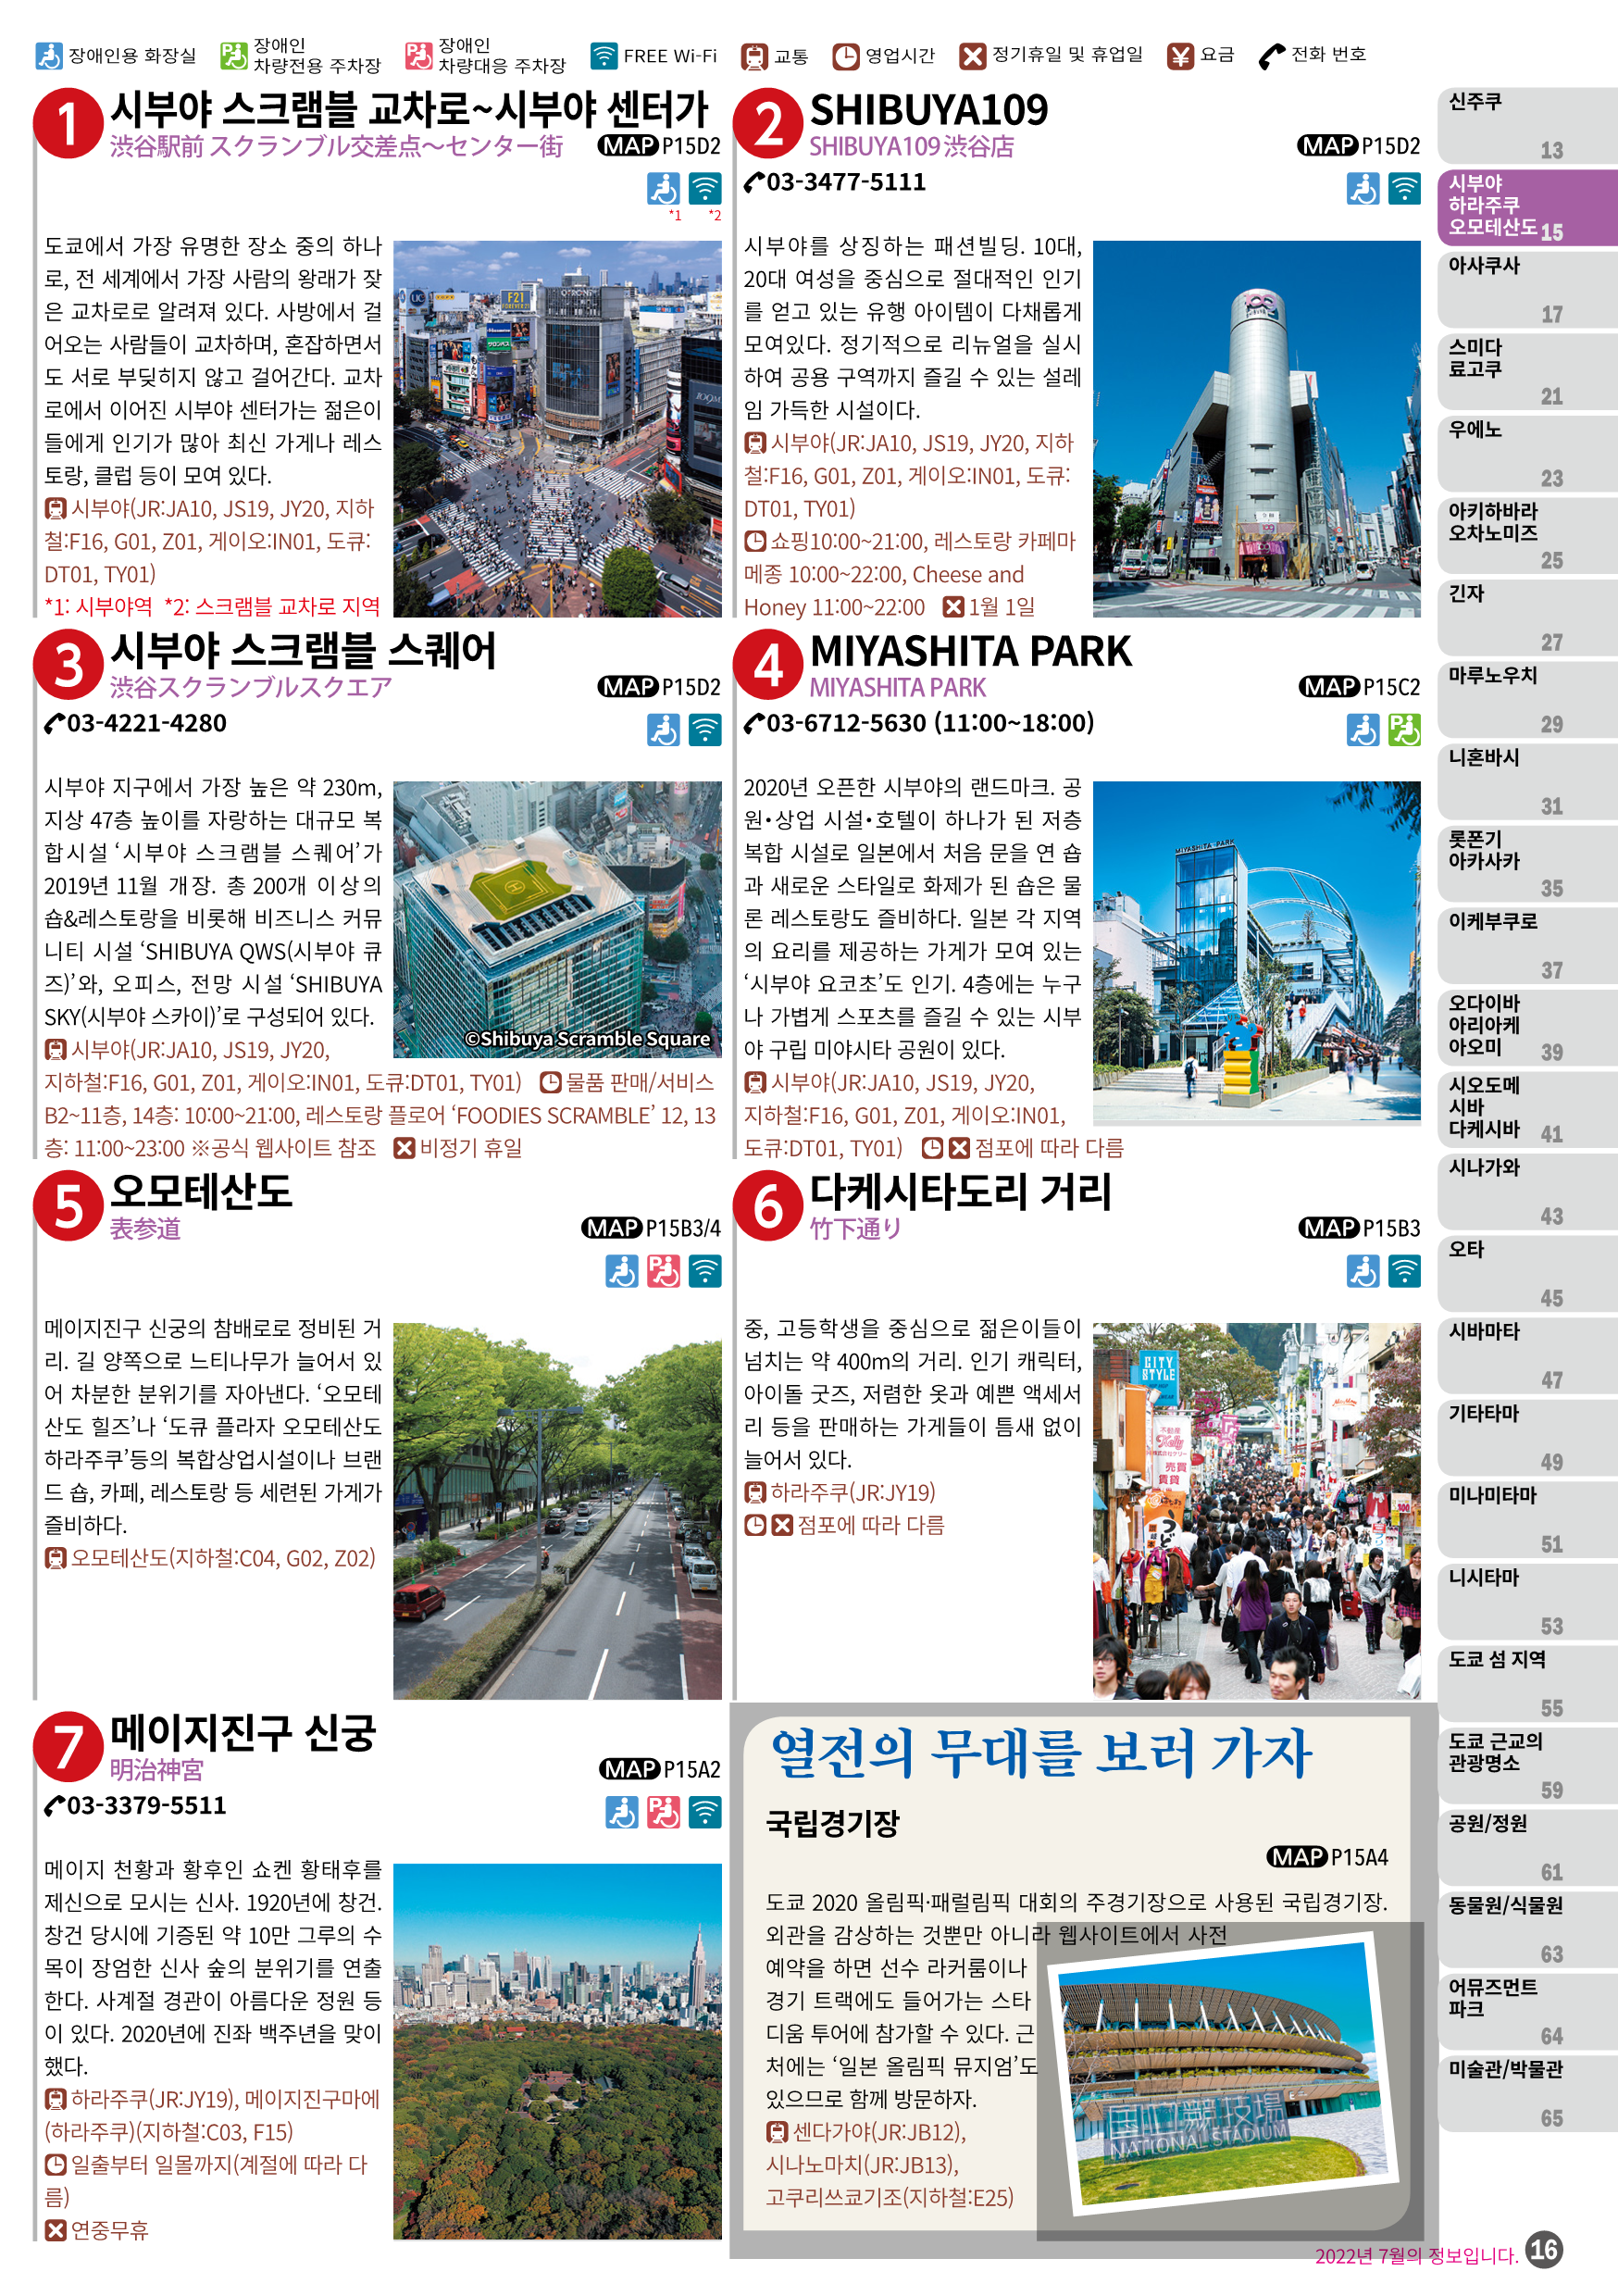 장애인용 화장실
장애인
차량전용 주차장
장애인
차량대응 주차장
FREE Wi-Fi
교통
영업시간
정기휴일 및 휴업일
요금
전화 번호
1 시부야 스크램블 교차로~시부야 센터가
渋谷駅前 スクランブル交差点～センター街 MAP P15D2
*1 *2
도쿄에서 가장 유명한 장소 중의 하나
로, 전 세계에서 가장 사람의 왕래가 잦
은 교차로로 알려져 있다. 사방에서 걸
어오는 사람들이 교차하며, 혼잡하면서
도 서로 부딪히지 않고 걸어간다. 교차
로에서 이어진 시부야 센터가는 젊은이
들에게 인기가 많아 최신 가게나 레스
토랑, 클럽 등이 모여 있다.
시부야(JR:JA10, JS19, JY20, 지하
철:F16, G01, Z01, 게이오:IN01, 도큐:
DT01, TY01)
*1: 시부야역 *2: 스크램블 교차로 지역
2 SHIBUYA109
SHIBUYA109 渋谷店 MAP P15D2
03-3477-5111
시부야를 상징하는 패션빌딩. 10대,
20대 여성을 중심으로 절대적인 인기
를 얻고 있는 유행 아이템이 다채롭게
모여있다. 정기적으로 리뉴얼을 실시
하여 공용 구역까지 즐길 수 있는 설레
임 가득한 시설이다.
시부야(JR:JA10, JS19, JY20, 지하
철:F16, G01, Z01, 게이오:IN01, 도큐:
DT01, TY01)
쇼핑10:00~21:00, 레스토랑 카페마
메종 10:00~22:00, Cheese and
Honey 11:00~22:00 1월 1일
3 시부야 스크램블 스퀘어
渋谷スクランブルスクエア MAP P15D2
03-4221-4280
시부야 지구에서 가장 높은 약 230m,
지상 47층 높이를 자랑하는 대규모 복
합시설 ‘시부야 스크램블 스퀘어’가
2019년 11월 개장. 총 200개 이상의
숍&레스토랑을 비롯해 비즈니스 커뮤
니티 시설 ‘SHIBUYA QWS(시부야 큐
즈)’와, 오피스, 전망 시설 ‘SHIBUYA
SKY(시부야 스카이)’로 구성되어 있다.
©Shibuya Scramble Square
시부야(JR:JA10, JS19, JY20,
지하철:F16, G01, Z01, 게이오:IN01, 도큐:DT01, TY01) 물품 판매/서비스
B2~11층, 14층: 10:00~21:00, 레스토랑 플로어 ‘FOODIES SCRAMBLE’ 12, 13
층: 11:00~23:00 ※공식 웹사이트 참조 비정기 휴일
4 MIYASHITA PARK
MIYASHITA PARK MAP P15C2
03-6712-5630 (11:00~18:00)
2020년 오픈한 시부야의 랜드마크. 공
원•상업 시설•호텔이 하나가 된 저층
복합 시설로 일본에서 처음 문을 연 숍
과 새로운 스타일로 화제가 된 숍은 물
론 레스토랑도 즐비하다. 일본 각 지역
의 요리를 제공하는 가게가 모여 있는
‘시부야 요코초’도 인기. 4층에는 누구
나 가볍게 스포츠를 즐길 수 있는 시부
야 구립 미야시타 공원이 있다.
MIYASHITA PARK
시부야(JR:JA10, JS19, JY20,
지하철:F16, G01, Z01, 게이오:IN01,
도큐:DT01, TY01) 점포에 따라 다름
5 오모테산도
表参道 MAP P15B3/4
메이지진구 신궁의 참배로로 정비된 거
리. 길 양쪽으로 느티나무가 늘어서 있
어 차분한 분위기를 자아낸다. ‘오모테
산도 힐즈’나 ‘도큐 플라자 오모테산도
하라주쿠’등의 복합상업시설이나 브랜
드 숍, 카페, 레스토랑 등 세련된 가게가
즐비하다.
오모테산도(지하철:C04, G02, Z02)
6 다케시타도리 거리
竹下通り MAP P15B3
중, 고등학생을 중심으로 젊은이들이
넘치는 약 400m의 거리. 인기 캐릭터,
아이돌 굿즈, 저렴한 옷과 예쁜 액세서
리 등을 판매하는 가게들이 틈새 없이
늘어서 있다.
하라주쿠(JR:JY19)
점포에 따라 다름
CITY
STYLE
不動産
Kelly
売買
賃貸
うどん
7 메이지진구 신궁
明治神宮 MAP P15A2
03-3379-5511
메이지 천황과 황후인 쇼켄 황태후를
제신으로 모시는 신사. 1920년에 창건.
창건 당시에 기증된 약 10만 그루의 수
목이 장엄한 신사 숲의 분위기를 연출
한다. 사계절 경관이 아름다운 정원 등
이 있다. 2020년에 진좌 백주년을 맞이
했다.
하라주쿠(JR:JY19), 메이지진구마에
(하라주쿠)(지하철:C03, F15)
일출부터 일몰까지(계절에 따라 다
름)
연중무휴
열전의 무대를 보러 가자
국립경기장
MAP P15A4
도쿄 2020 올림픽·패럴림픽 대회의 주경기장으로 사용된 국립경기장.
외관을 감상하는 것뿐만 아니라 웹사이트에서 사전
예약을 하면 선수 라커룸이나
경기 트랙에도 들어가는 스타
디움 투어에 참가할 수 있다. 근
처에는 ‘일본 올림픽 뮤지엄’도
있으므로 함께 방문하자.
센다가야(JR:JB12),
시나노마치(JR:JB13),
고쿠리쓰쿄기조(지하철:E25)
国立競技場
NATIONAL STADIUM
신주쿠
13
시부야
하라주쿠
오모테산도 15
아사쿠사
17
스미다
료고쿠
21
우에노
23
아키하바라
오차노미즈
25
긴자
27
마루노우치
29
니혼바시
31
롯폰기
아카사카
35
이케부쿠로
37
오다이바
아리아케
아오미 39
시오도메
시바
다케시바 41
시나가와
43
오타
45
시바마타
47
기타타마
49
미나미타마
51
니시타마
53
도쿄 섬 지역
55
도쿄 근교의
관광명소
59
공원/정원
61
동물원/식물원
63
어뮤즈먼트
파크
64
미술관/박물관
65
2022년 7월의 정보입니다. 16